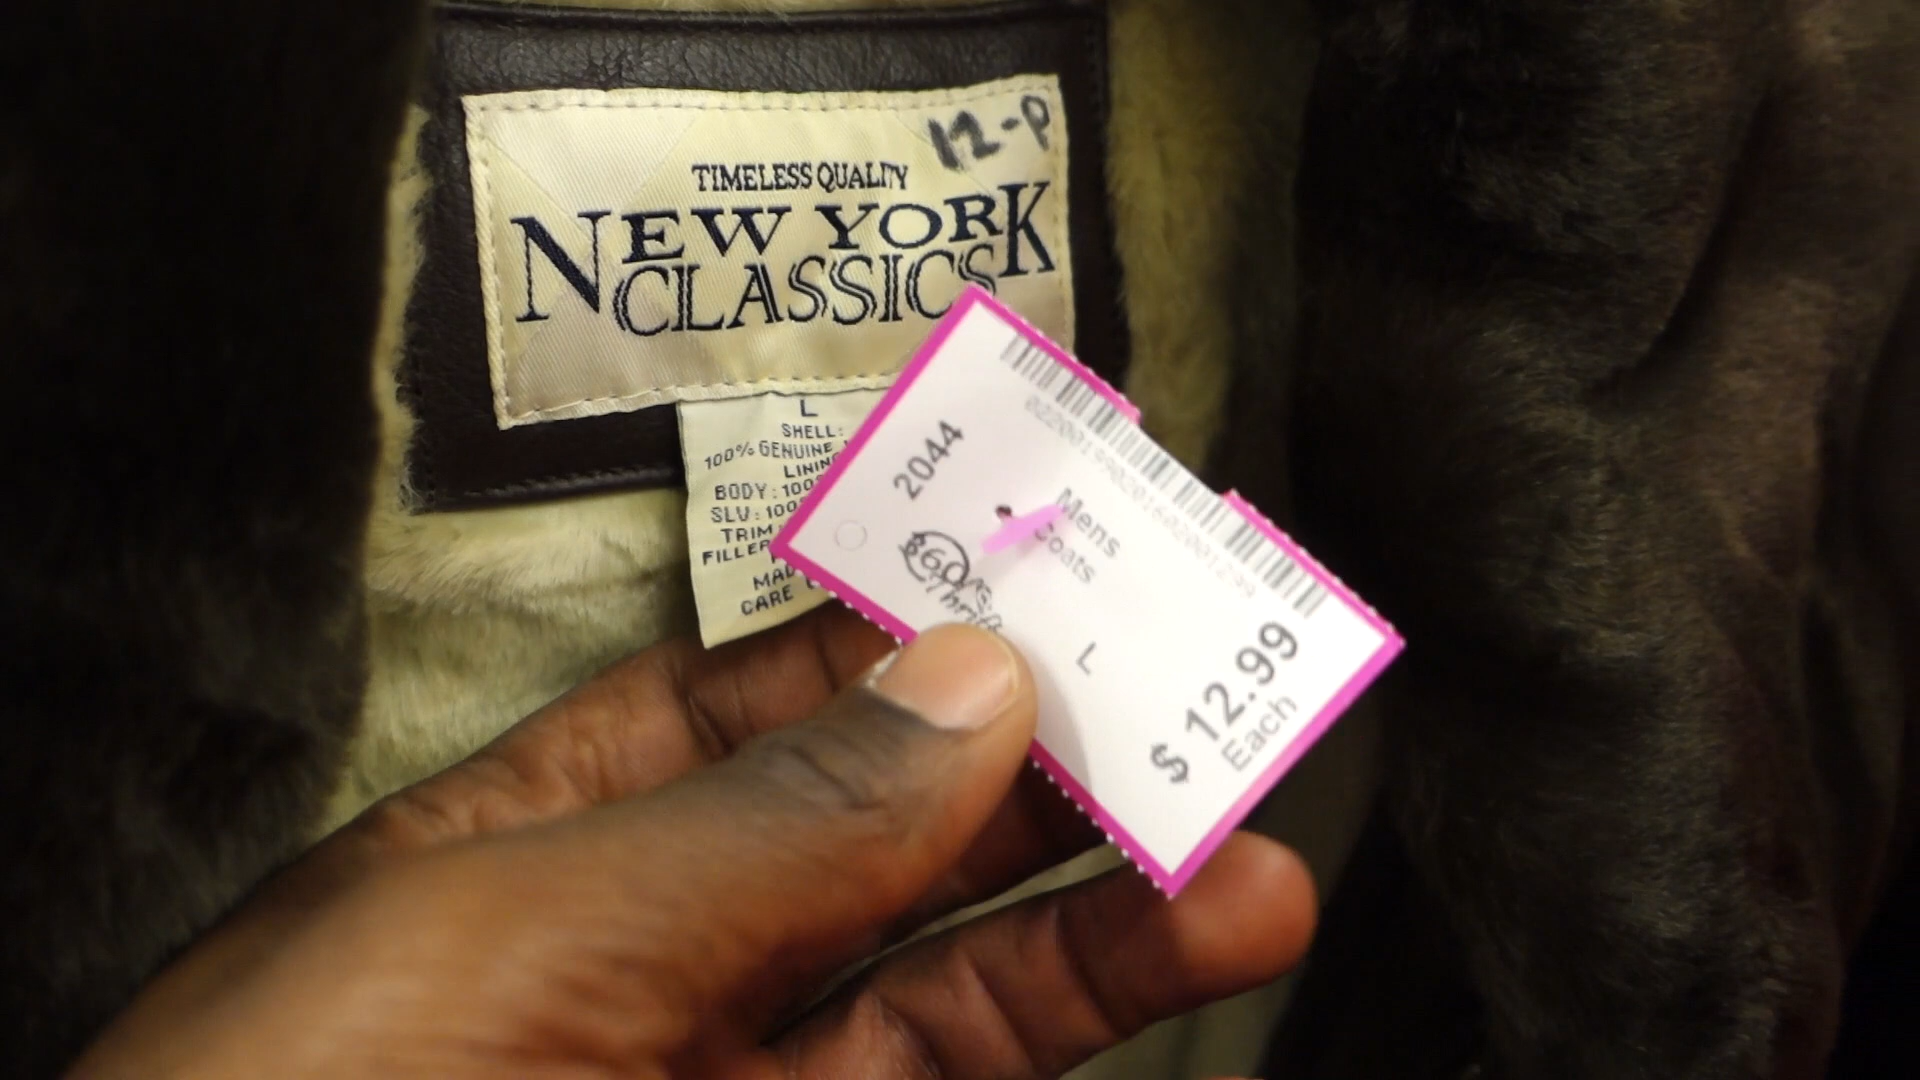 12-P
TIMELESS QUALITY
NEW YORK
CLASSICS
L
SHELL:
100% GENUINE
LINING
BODY: 100
SLV: 100
TRIM
FILLER
CARE
2044
Mens
Coats
L
$12.99
Each